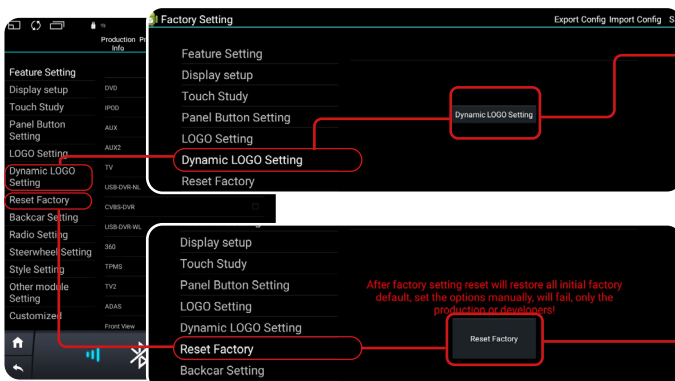 Production
Info
Feature Setting
Display setup
Touch Study
Panel Button
Setting
LOGO Setting
Dynamic LOGO
Setting
Reset Factory
Backcar Setting
Radio Setting
Steerwheel Setting
Style Setting
Other module
Setting
Customized
DVD
IPOD
AUX
AUX2
TV
USB-DVR-NL
CVBS-DVR
USB-DVR-WL
360
TPMS
TV2
ADAS
Front View
Factory Setting
Export Config Import Config
Feature Setting
Display setup
Touch Study
Panel Button Setting
LOGO Setting
Dynamic LOGO Setting
Reset Factory
Dynamic LOGO Setting
Display setup
Touch Study
Panel Button Setting
LOGO Setting
Dynamic LOGO Setting
Reset Factory
Backcar Setting
After factory setting reset will restore all initial factory
default, set the options manually, will fail, only the
production or developers!
Reset Factory